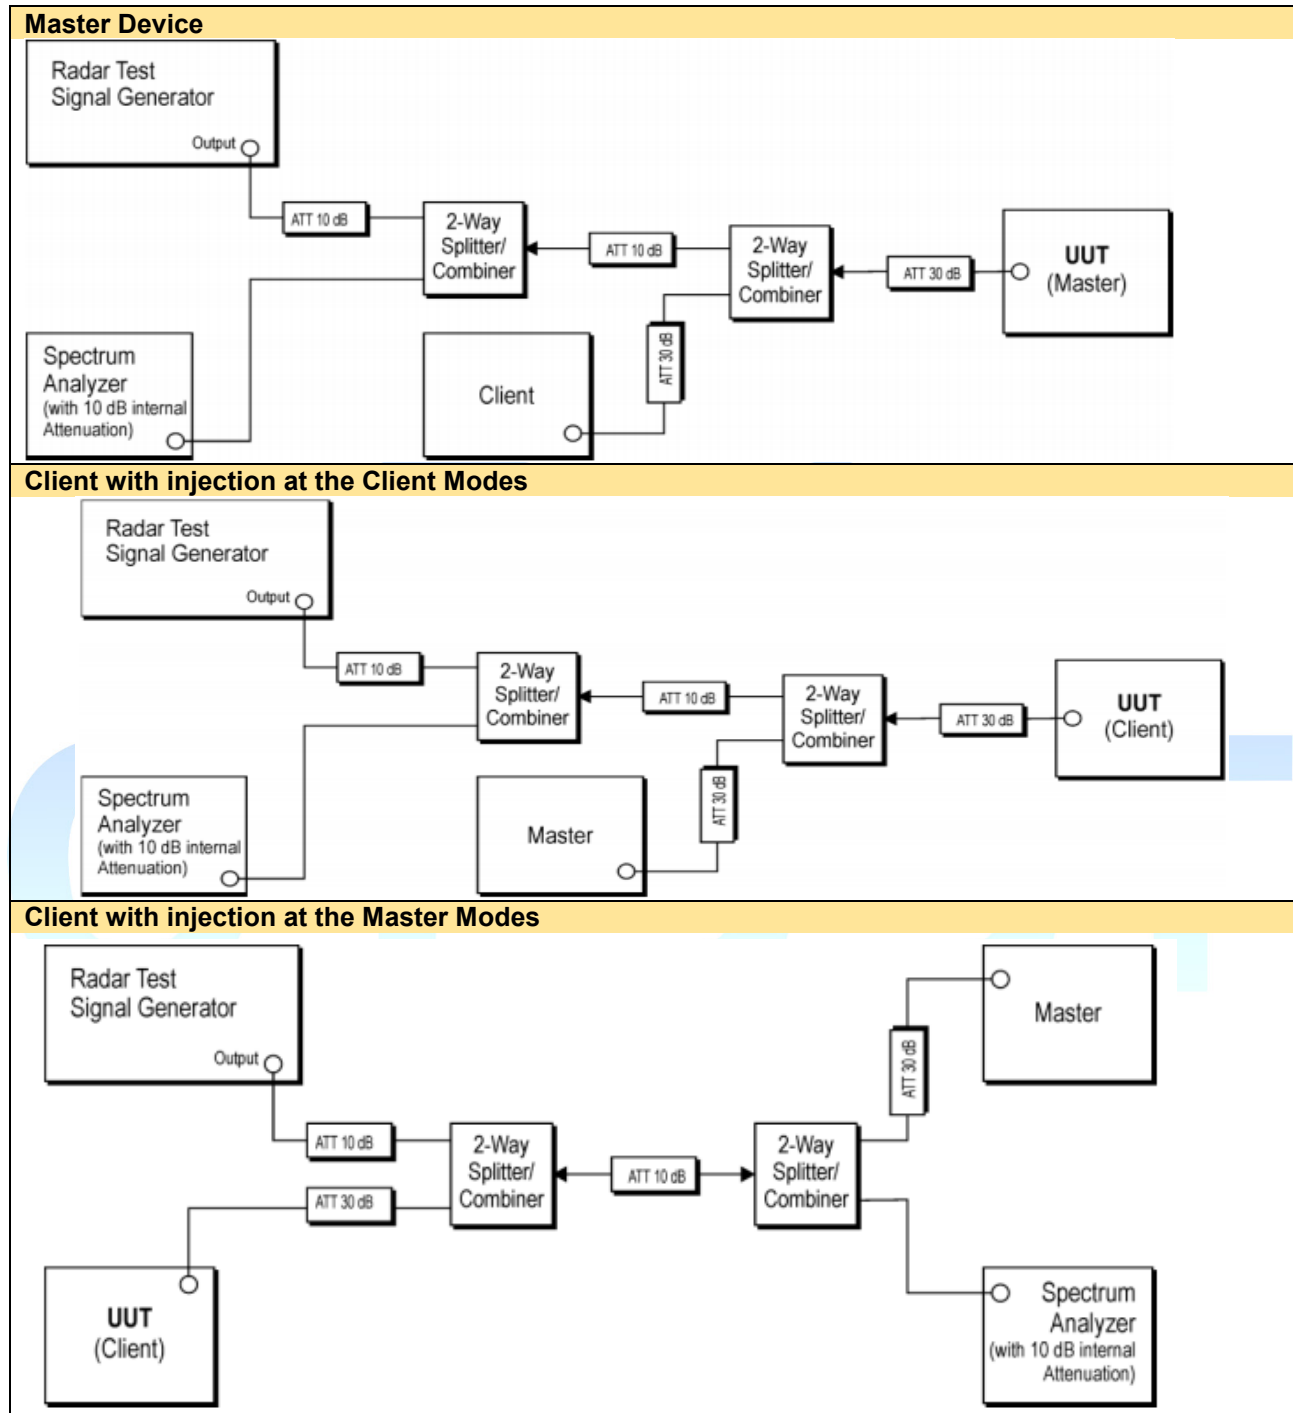 Master Device
Radar Test
Signal Generator
Output
ATT 10 dB
2-Way
Splitter/
Combiner
ATT 10 dB
2-Way
Splitter/
Combiner
ATT 30 dB
UUT
(Master)
Spectrum
Analyzer
(with 10 dB internal
Attenuation)
Client
ATT 30 dB
Client with injection at the Client Modes
Radar Test
Signal Generator
Output
ATT 10 dB
2-Way
Splitter/
Combiner
ATT 10 dB
2-Way
Splitter/
Combiner
ATT 30 dB
UUT
(Client)
Spectrum
Analyzer
(with 10 dB internal
Attenuation)
Master
ATT 30 dB
Client with injection at the Master Modes
Radar Test
Signal Generator
Output
Master
ATT 30 dB
ATT 10 dB
ATT 30 dB
2-Way
Splitter/
Combiner
ATT 10 dB
2-Way
Splitter/
Combiner
UUT
(Client)
Spectrum
Analyzer
(with 10 dB internal
Attenuation)